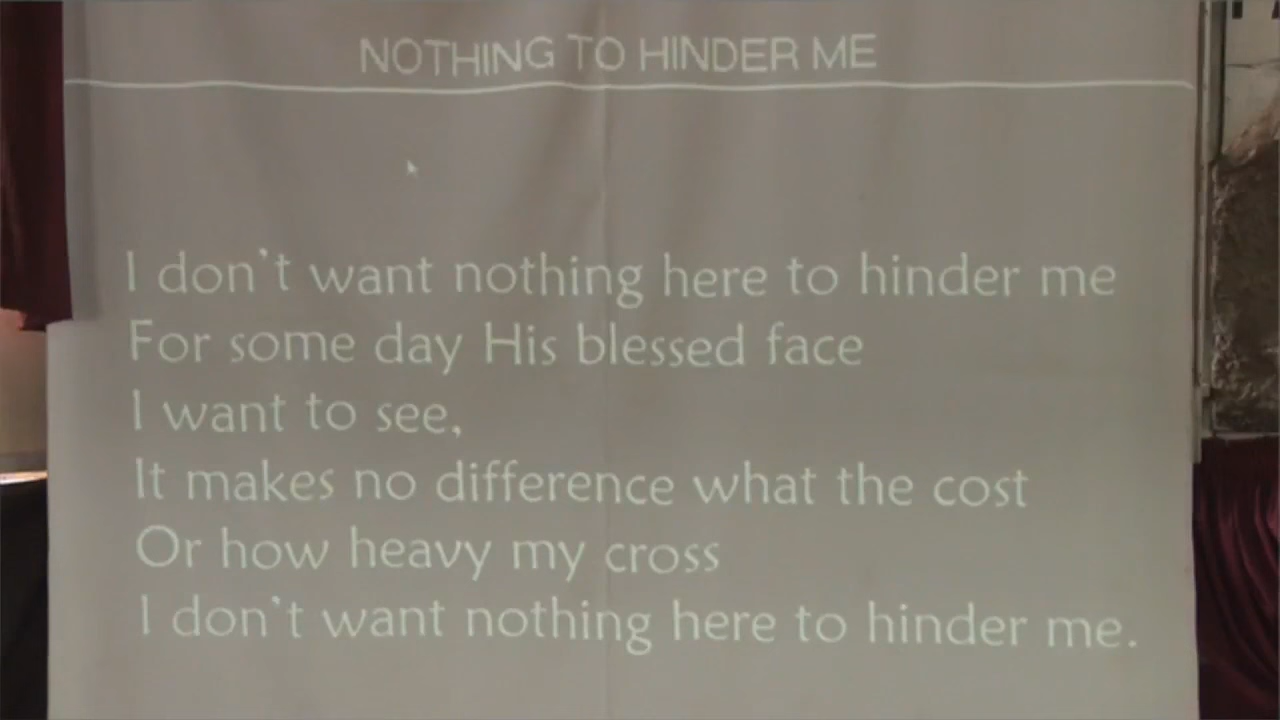 NOTHING TO HINDER ME
I don't want nothing here to hinder me
For some day His blessed face
I want to see,
It makes no difference what the cost
Or how heavy my cross
I don't want nothing here to hinder me.